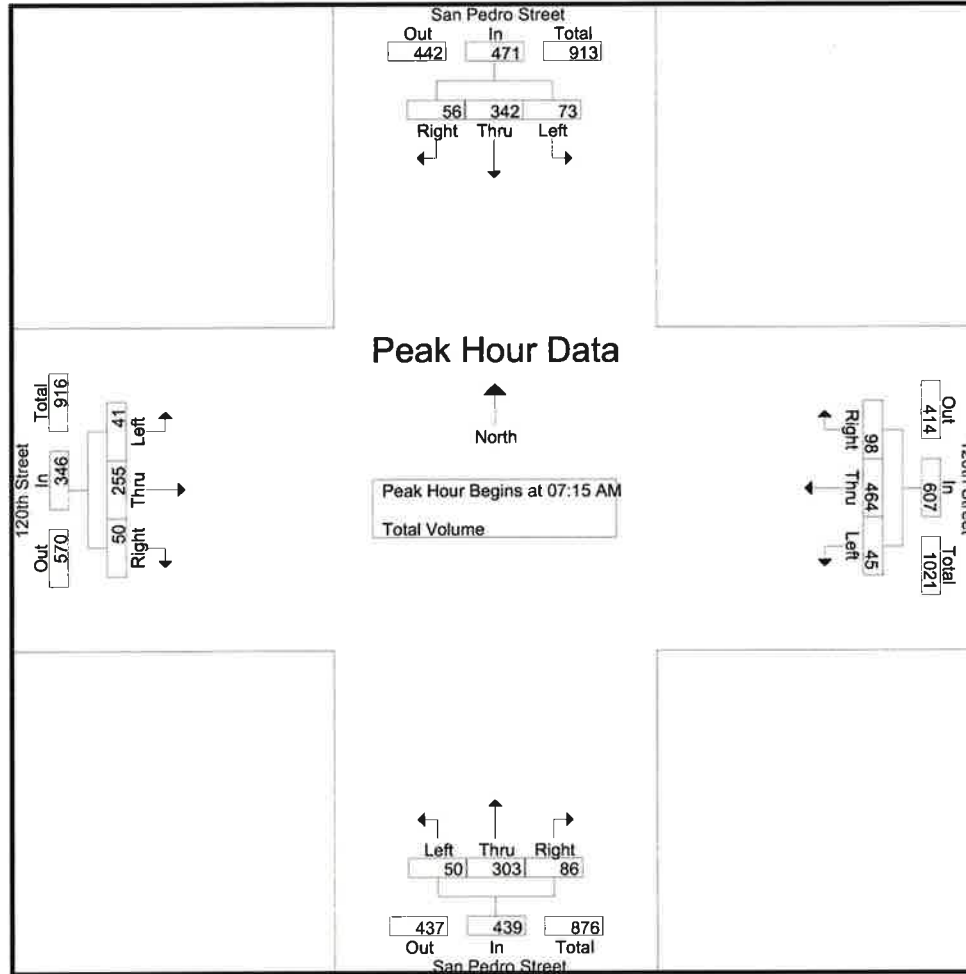 San Pedro Street
Out In Total
442 471 913
56 342 73
Right Thru Left
Peak Hour Data
North
Peak Hour Begins at 07:15 AM
Total Volume
120th Street
Total In Out
916 346 570
41 255 50
Left Thru Right
Right Thru Left
98 464 45
414 607 1021
Out In Total
Left Thru Right
50 303 86
437 439 876
Out In Total
San Pedro Street